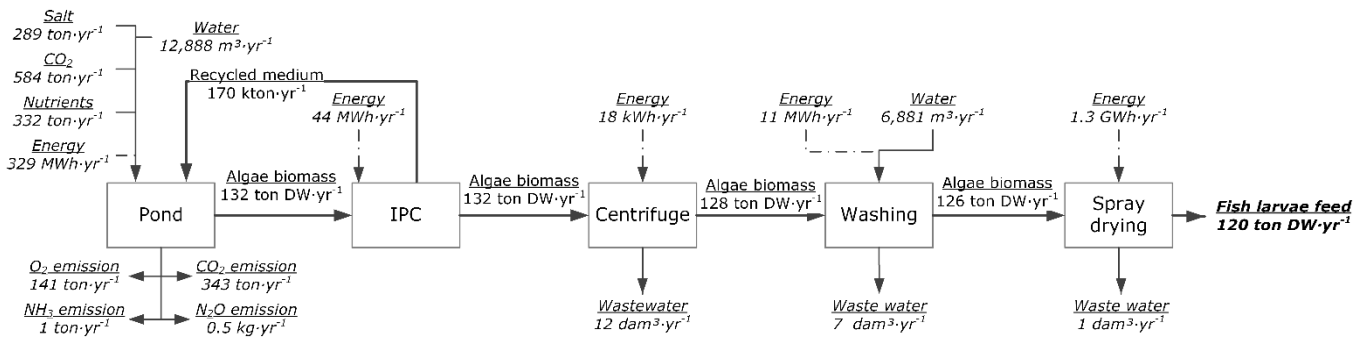 Salt
289 ton·yr⁻¹
Water
12,888 m³·yr⁻¹
CO₂
584 ton·yr⁻¹
Nutrients
332 ton·yr⁻¹
Energy
329 MWh·yr⁻¹
Recycled medium
170 kton·yr⁻¹
Energy
44 MWh·yr⁻¹
Energy
18 kWh·yr⁻¹
Energy
11 MWh·yr⁻¹
Water
6,881 m³·yr⁻¹
Energy
1.3 GWh·yr⁻¹
Pond
Algae biomass
132 ton DW·yr⁻¹
IPC
Algae biomass
132 ton DW·yr⁻¹
Centrifuge
Algae biomass
128 ton DW·yr⁻¹
Washing
Algae biomass
126 ton DW·yr⁻¹
Spray
drying
Fish larvae feed
120 ton DW·yr⁻¹
O₂ emission
141 ton·yr⁻¹
CO₂ emission
343 ton·yr⁻¹
NH₃ emission
1 ton·yr⁻¹
N₂O emission
0.5 kg·yr⁻¹
Wastewater
12 dam³·yr⁻¹
Waste water
7 dam³·yr⁻¹
Waste water
1 dam³·yr⁻¹